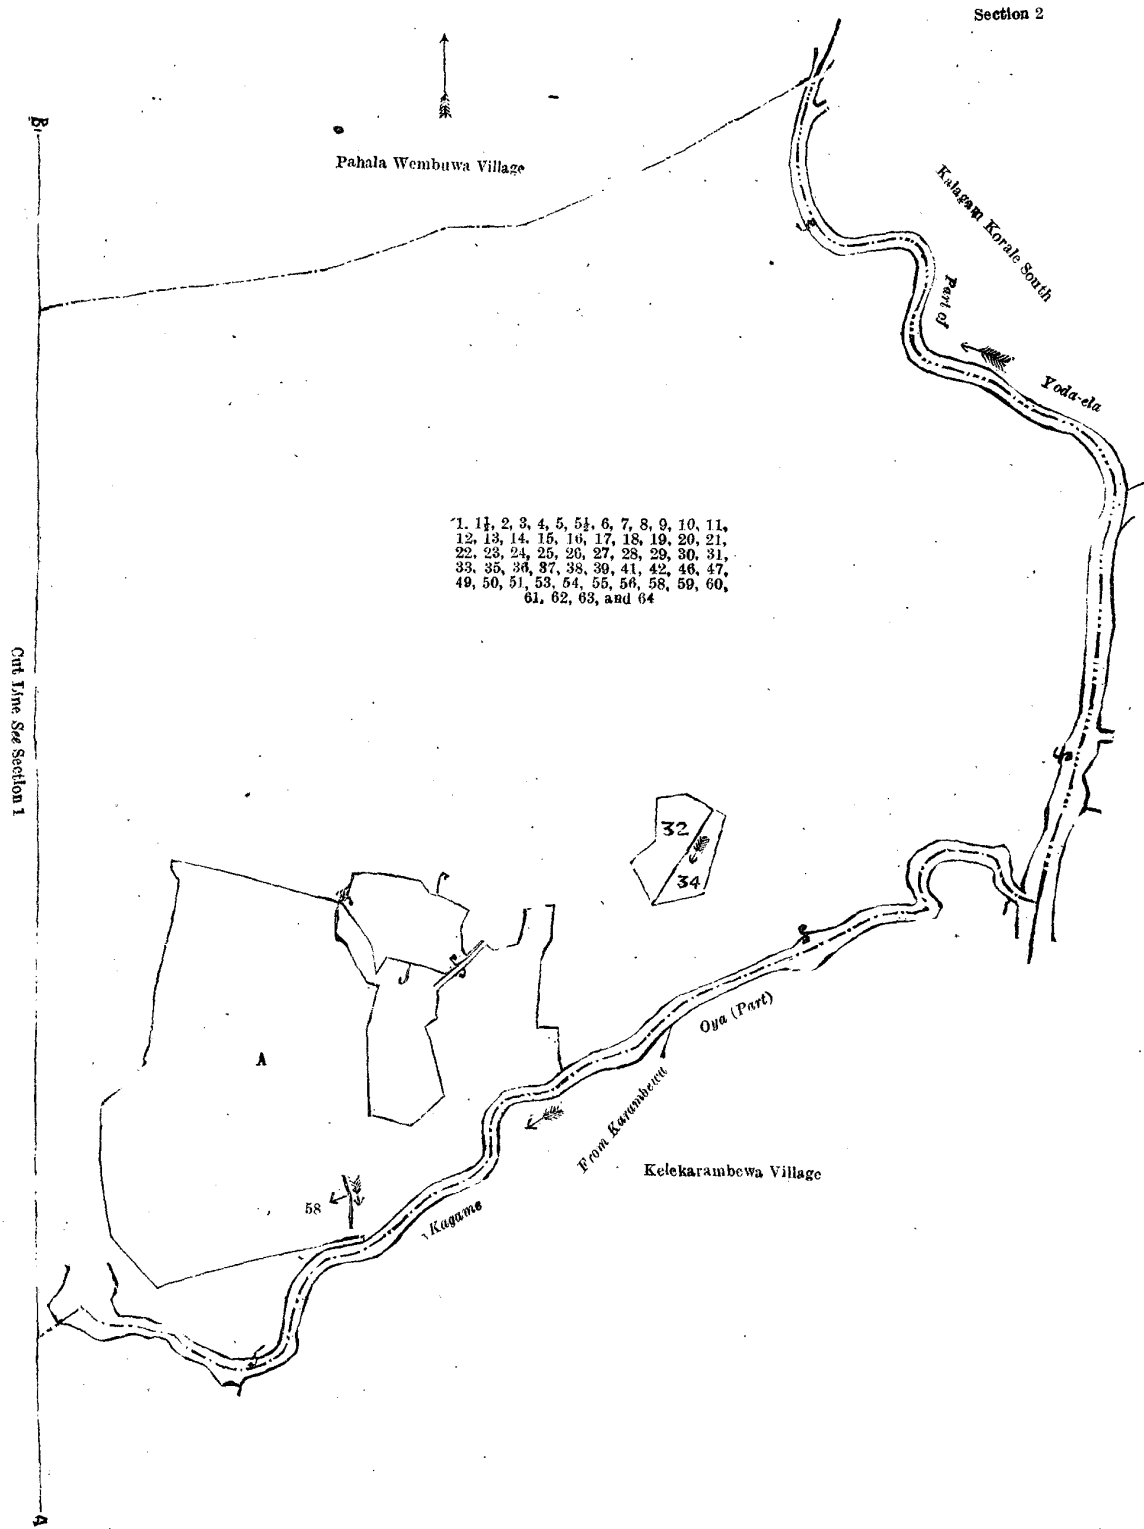 Section 2
B
Pahala Wembuwa Village
Kalagam Korale South
Part of
Yoda-ela
1, 1½, 2, 3, 4, 5, 5½, 6, 7, 8, 9, 10, 11,
12, 13, 14, 15, 16, 17, 18, 19, 20, 21,
22, 23, 24, 25, 26, 27, 28, 29, 30, 31,
33, 35, 36, 37, 38, 39, 41, 42, 46, 47,
49, 50, 51, 53, 54, 55, 56, 58, 59, 60,
61, 62, 63, and 64
Cut Line See Section 1
32
34
A
Oya (Part)
From Karambewa
Kelekarambewa Village
58
Kagame
A